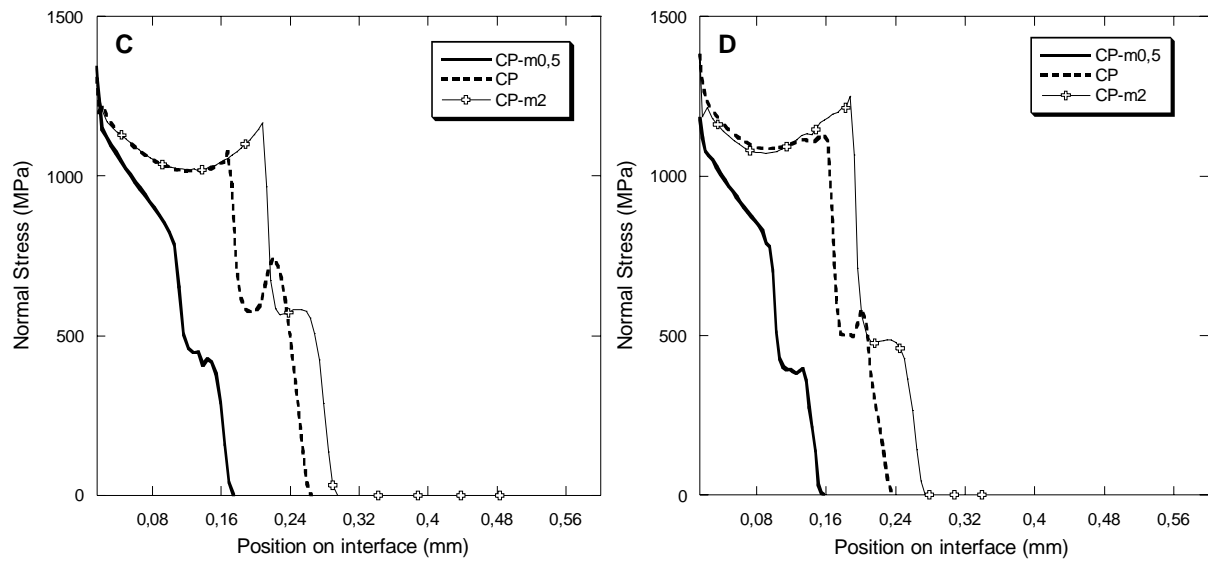 C
CP-m0,5
CP
CP-m2
1500
1000
500
0
Normal Stress (MPa)
0,08 0,16 0,24 0,32 0,4 0,48 0,56
Position on interface (mm)
D
CP-m0,5
CP
CP-m2
1500
1000
500
0
Normal Stress (MPa)
0,08 0,16 0,24 0,32 0,4 0,48 0,56
Position on interface (mm)